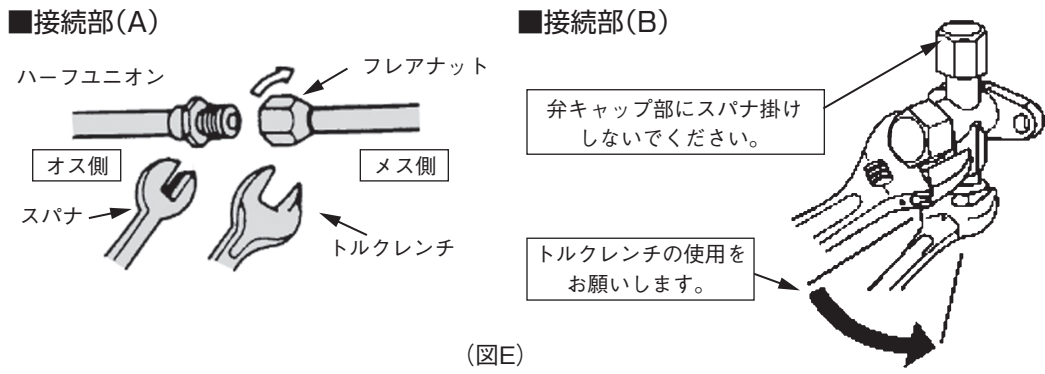 ■接続部(A)
ハーフユニオン
フレアナット
オス側
メス側
スパナ
トルクレンチ
■接続部(B)
弁キャップ部にスパナ掛け
しないでください。
トルクレンチの使用を
お願いします。
(図E)